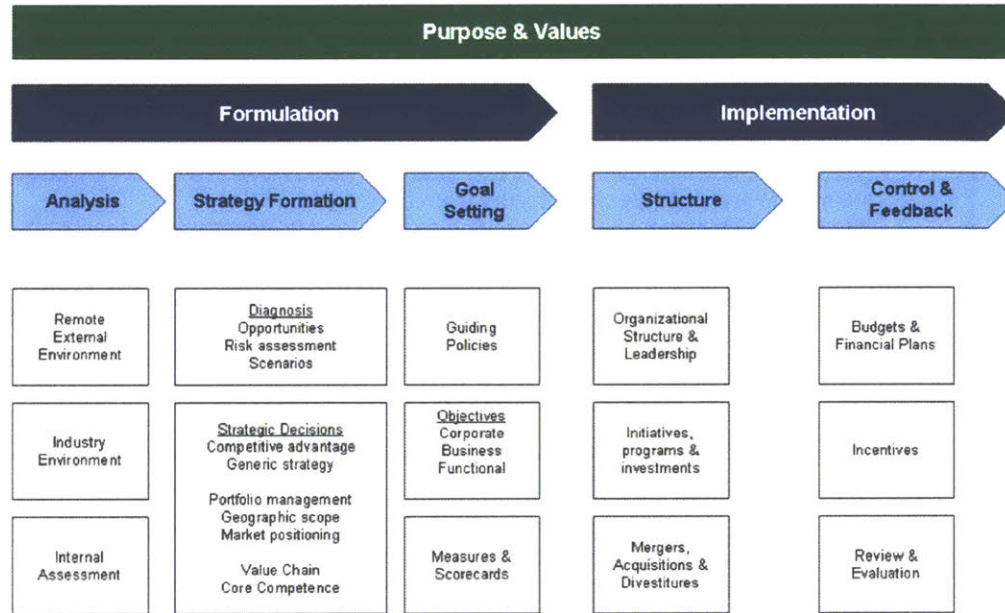 Purpose & Values
Formulation
Implementation
Analysis
Strategy Formation
Goal
Setting
Structure
Control &
Feedback
Remote
External
Environment
Diagnosis
Opportunities
Risk assessment
Scenarios
Guiding
Policies
Organizational
Structure &
Leadership
Budgets &
Financial Plans
Industry
Environment
Strategic Decisions
Competitive advantage
Generic strategy
Portfolio management
Geographic scope
Market positioning
Value Chain
Core Competence
Objectives
Corporate
Business
Functional
Initiatives,
programs &
investments
Incentives
Internal
Assessment
Measures &
Scorecards
Mergers,
Acquisitions &
Divestitures
Review &
Evaluation